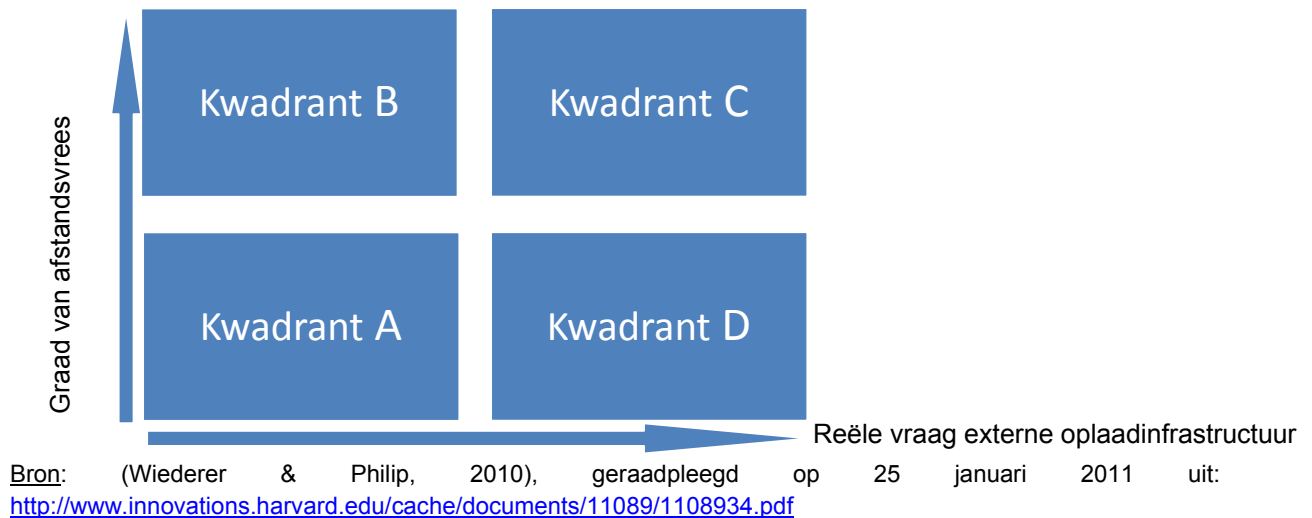 Graad van afstandsvrees
Kwadrant B
Kwadrant C
Kwadrant A
Kwadrant D
Reële vraag externe oplaadinfrastructuur
Bron: (Wiederer & Philip, 2010), geraadpleegd op 25 januari 2011 uit:
http://www.innovations.harvard.edu/cache/documents/11089/1108934.pdf